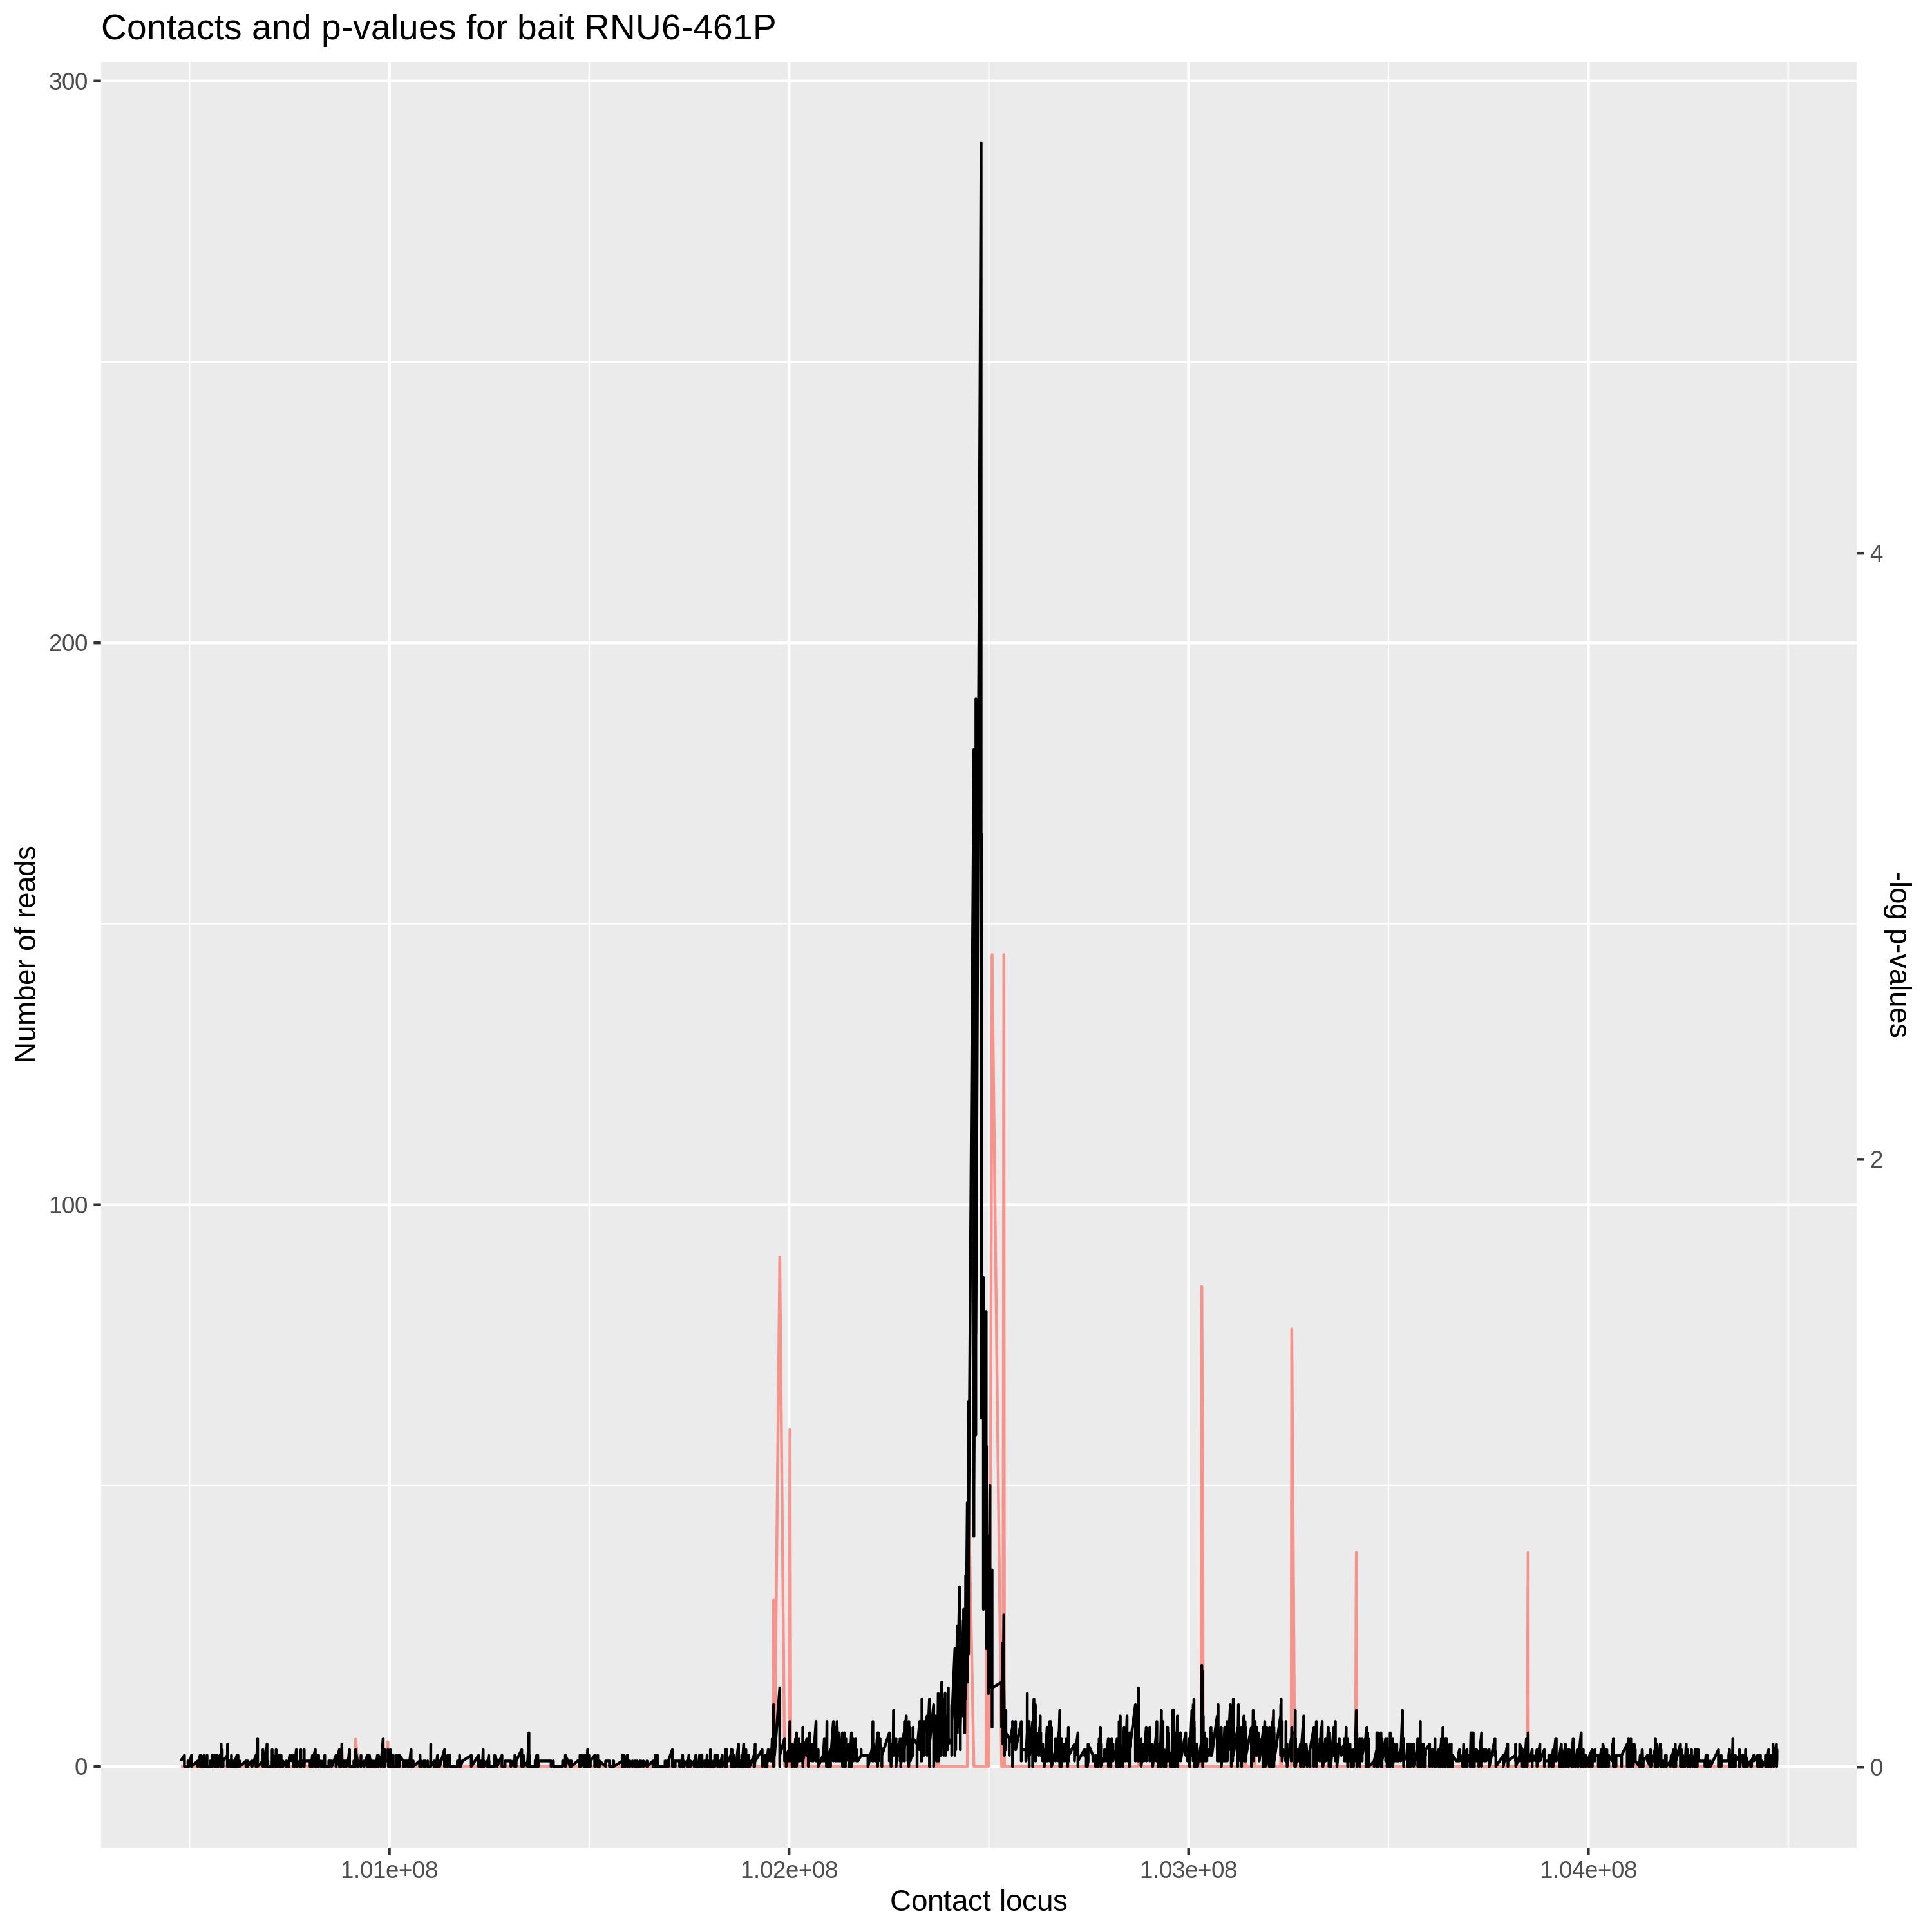 Contacts and p-values for bait RNU6-461P
300
200
100
0
Number of reads
4
2
0
-log p-values
1.01e+08
1.02e+08
1.03e+08
1.04e+08
Contact locus